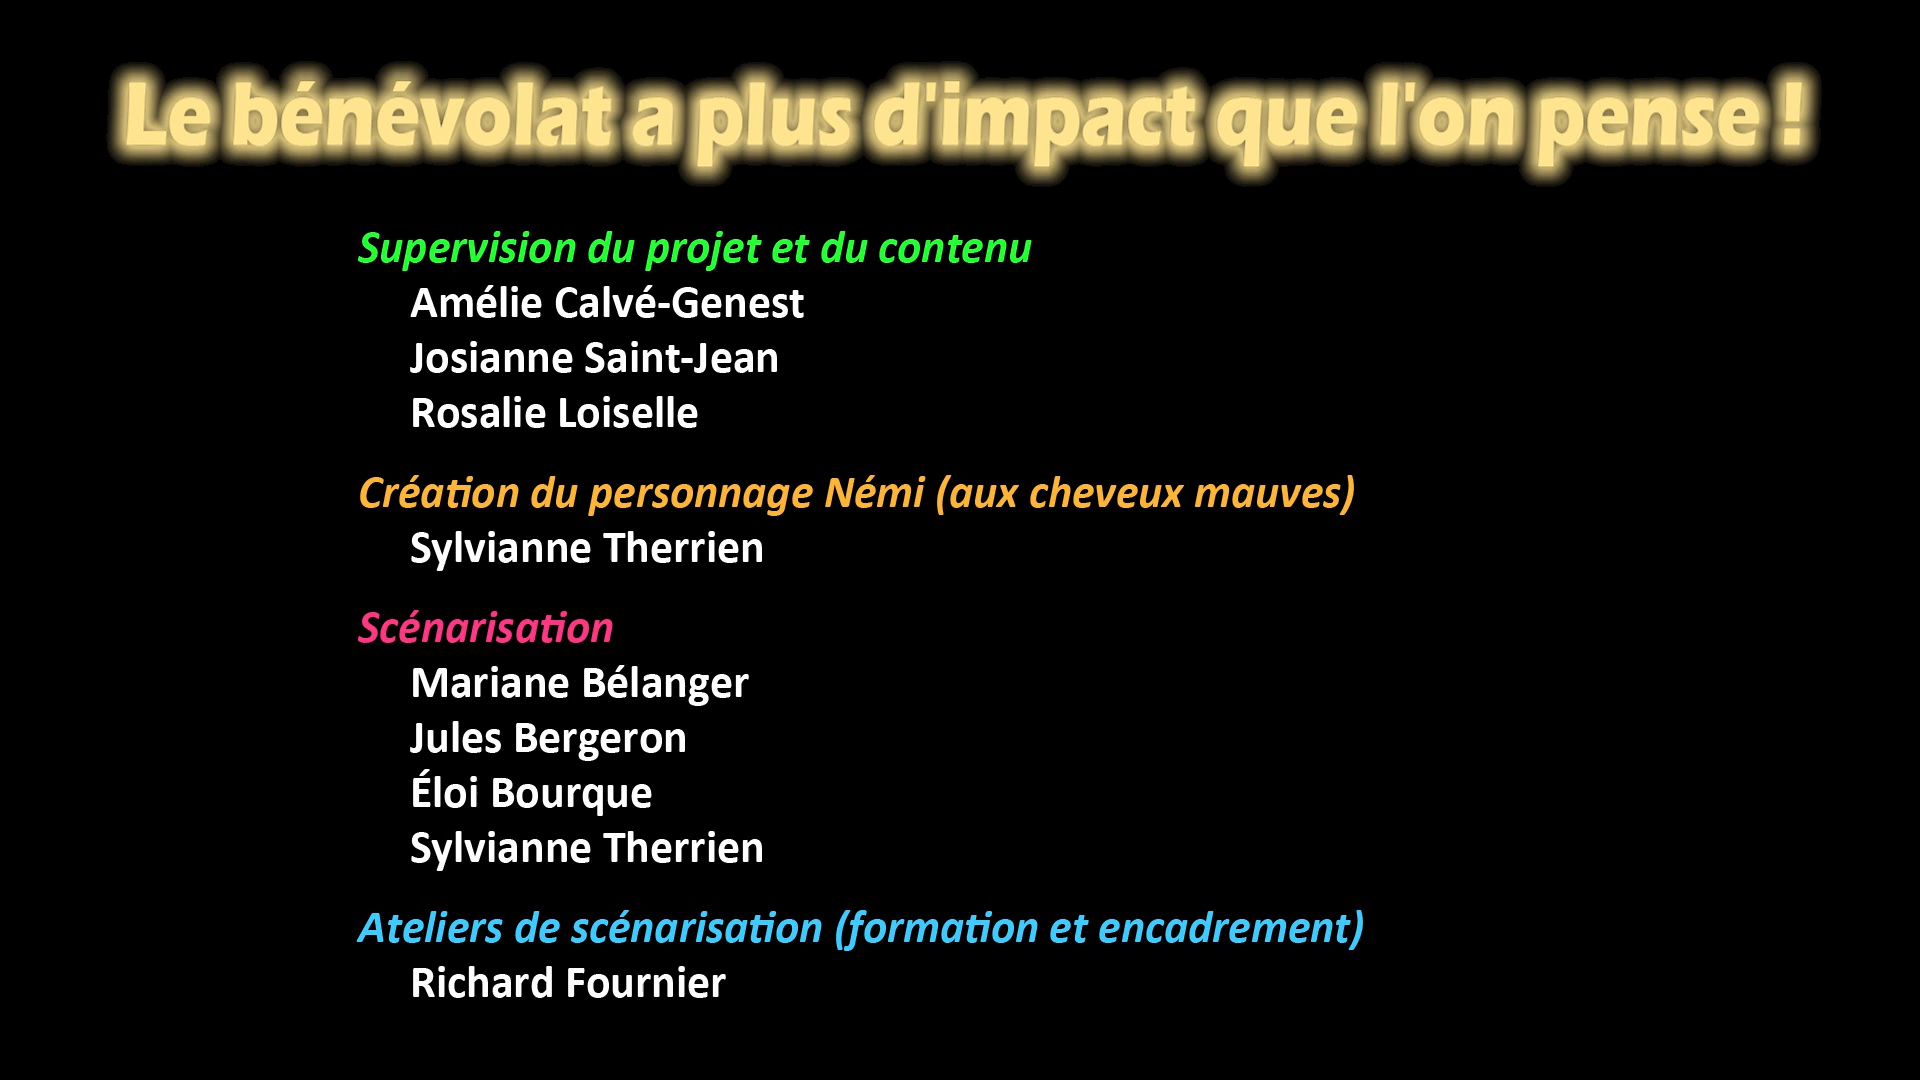 Le bénévolat a plus d'impact que l'on pense !
Supervision du projet et du contenu
Amélie Calvé-Genest
Josianne Saint-Jean
Rosalie Loiselle
Création du personnage Némi (aux cheveux mauves)
Sylvianne Therrien
Scénarisation
Mariane Bélanger
Jules Bergeron
Éloi Bourque
Sylvianne Therrien
Ateliers de scénarisation (formation et encadrement)
Richard Fournier